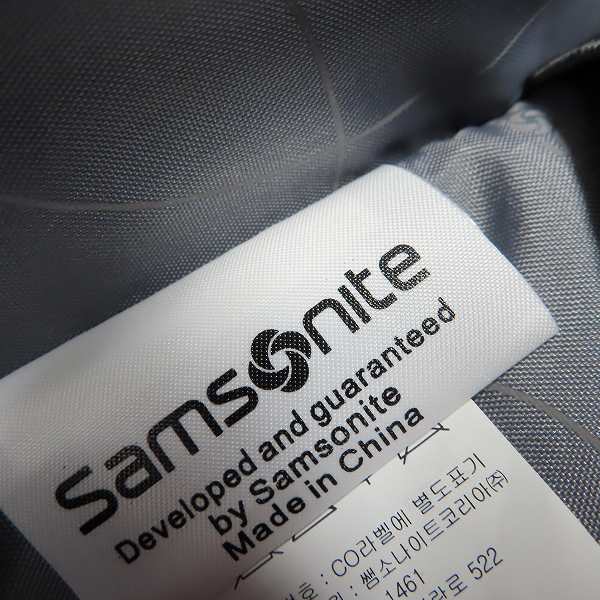 Samsonite
Developed and guaranteed
by Samsonite
Made in China
: CO라벨에 별도표기
: 쌤소나이트코리아(주)
1461
로 522